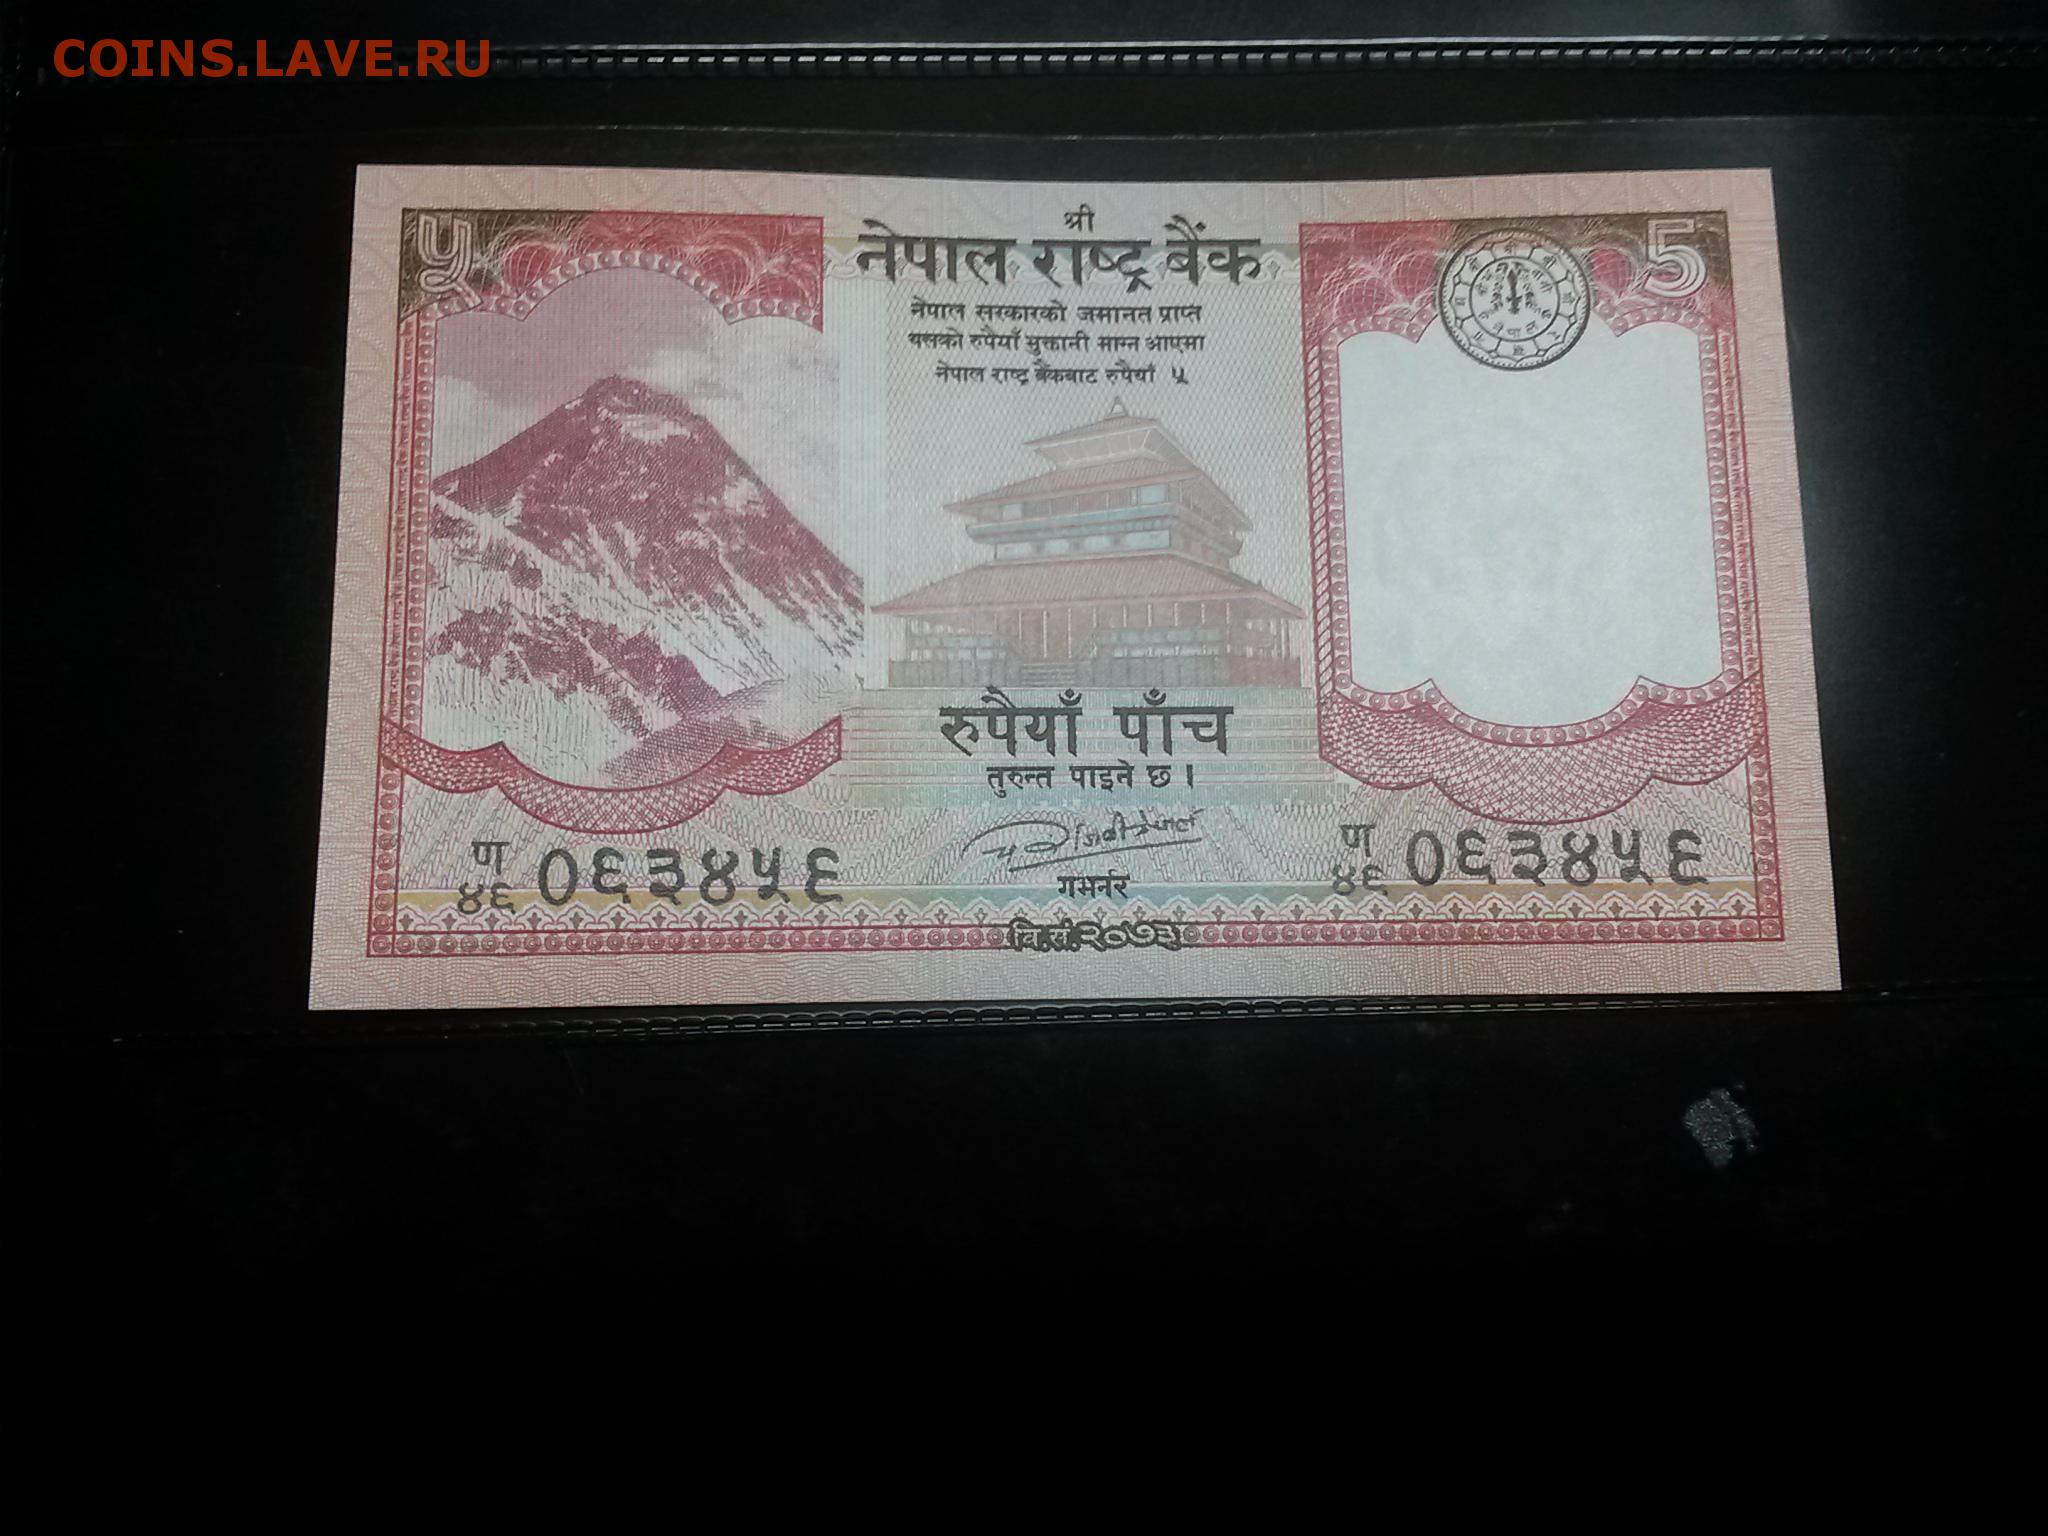 COINS.LAVE.RU
५
श्री
5
नेपाल राष्ट्र बैंक
नेपाल सरकारको जमानत प्राप्त
यसको रुपैयाँ भुक्तानी माग्न आएमा
नेपाल राष्ट्र बैंकबाट रुपैयाँ ५
रुपैयाँ पाँच
तुरुन्त पाइने छ ।
ण ४६ ०६३४५६
ण ४६ ०६३४५६
गभर्नर
वि.सं.२०७३